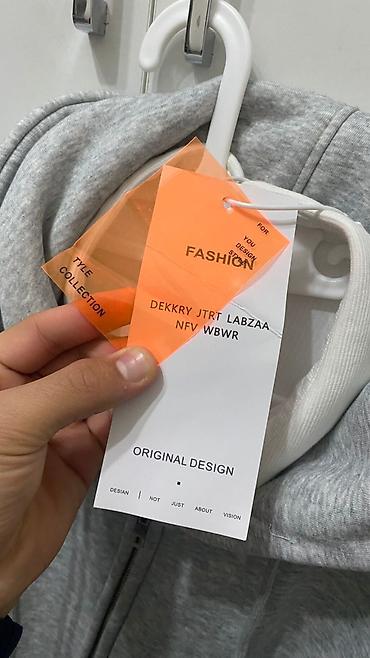 FOR
YOU
DESIGN
FASHION
TYLE
COLLECTION
DEKKRY JTRT LABZAA
NFV WBWR
ORIGINAL DESIGN
DESIAN | NOT JUST ABOUT VISION